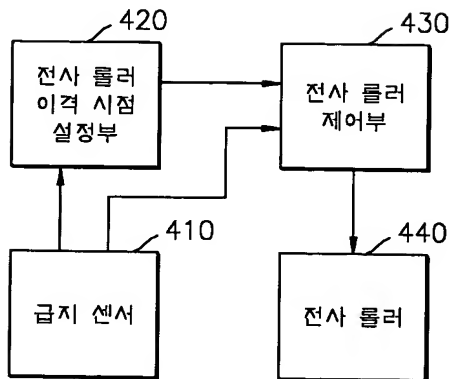 420
전사 롤러
이격 시점
설정부
430
전사 롤러
제어부
410
급지 센서
440
전사 롤러